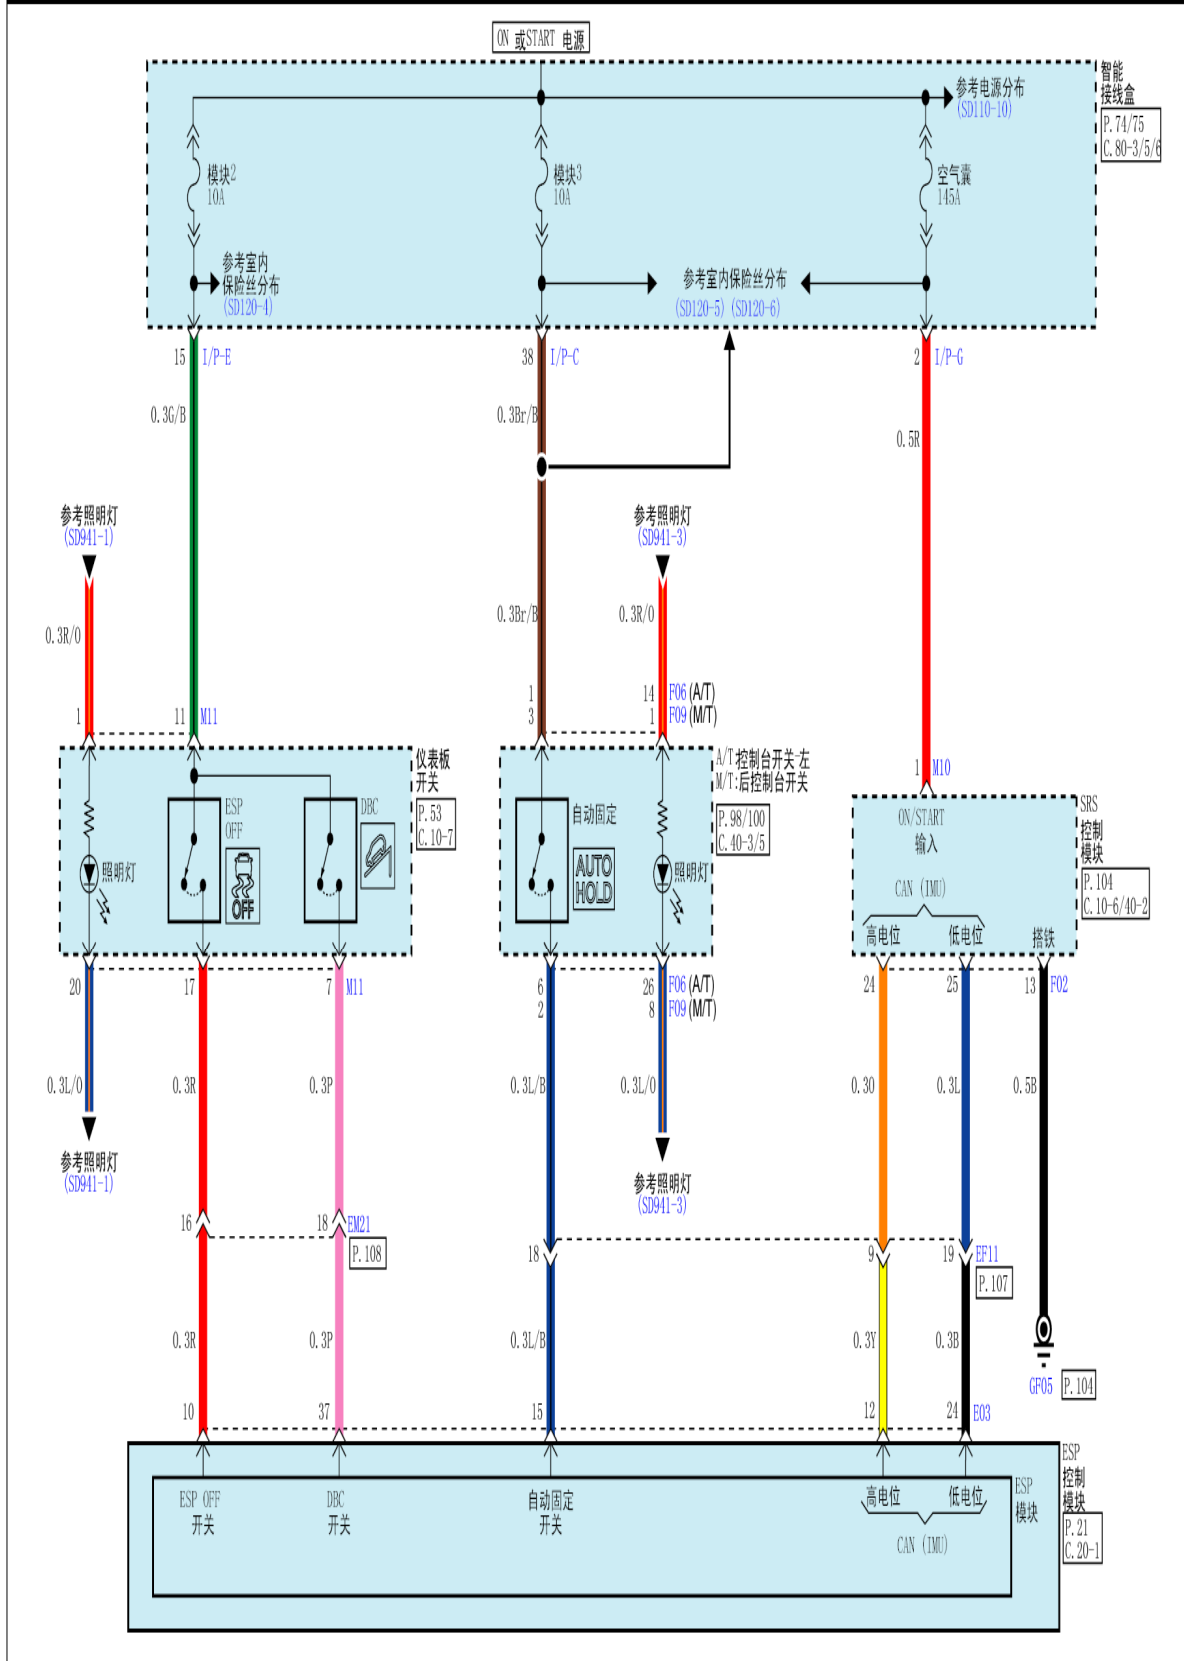 ON 或START 电源
智能
接线盒
P.74/75
C.80-3/5/6
参考电源分布
(SD110-10)
模块2
10A
模块3
10A
空气囊
145A
参考室内
保险丝分布
(SD120-4)
参考室内保险丝分布
(SD120-5) (SD120-6)
15 I/P-E
38 I/P-C
2 I/P-G
0.3G/B
0.3Br/B
0.5R
参考照明灯
(SD941-1)
参考照明灯
(SD941-3)
0.3R/O
0.3Br/B
0.3R/O
1 14 F06 (A/T)
1 11 M11 3 1 F09 (M/T)
仪表板
开关
P.53
C.10-7
A/T:控制台开关-左
M/T:后控制台开关
P.98/100
C.40-3/5
1 M10
SRS
控制
模块
P.104
C.10-6/40-2
ESP
OFF
DBC
自动固定
ON/START
输入
照明灯
OFF
AUTO
HOLD
照明灯
CAN (IMU)
高电位
低电位
搭铁
20 17 7 M11 6 26 F06 (A/T) 24 25 13 F02
2 8 F09 (M/T)
0.3L/O 0.3R 0.3P 0.3L/B 0.3L/O 0.3O 0.3L 0.5B
参考照明灯
(SD941-1)
参考照明灯
(SD941-3)
16 18 EM21
P.108
18 9 19 EF11
P.107
0.3R 0.3P 0.3L/B 0.3Y 0.3B
GF05 P.104
10 37 15 12 24 E03
ESP
控制
模块
P.21
C.20-1
ESP
模块
ESP OFF
开关
DBC
开关
自动固定
开关
高电位
低电位
CAN (IMU)